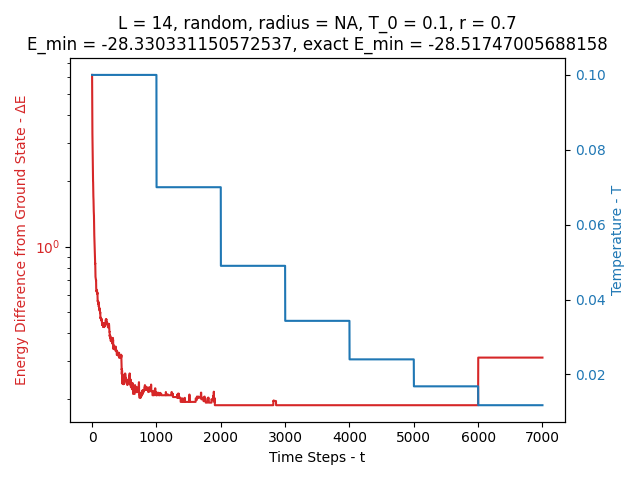 L = 14, random, radius = NA, T_0 = 0.1, r = 0.7
E_min = -28.330331150572537, exact E_min = -28.51747005688158
Energy Difference from Ground State - ΔE
10^0
0.10
0.08
0.06
0.04
0.02
Temperature - T
0 1000 2000 3000 4000 5000 6000 7000
Time Steps - t